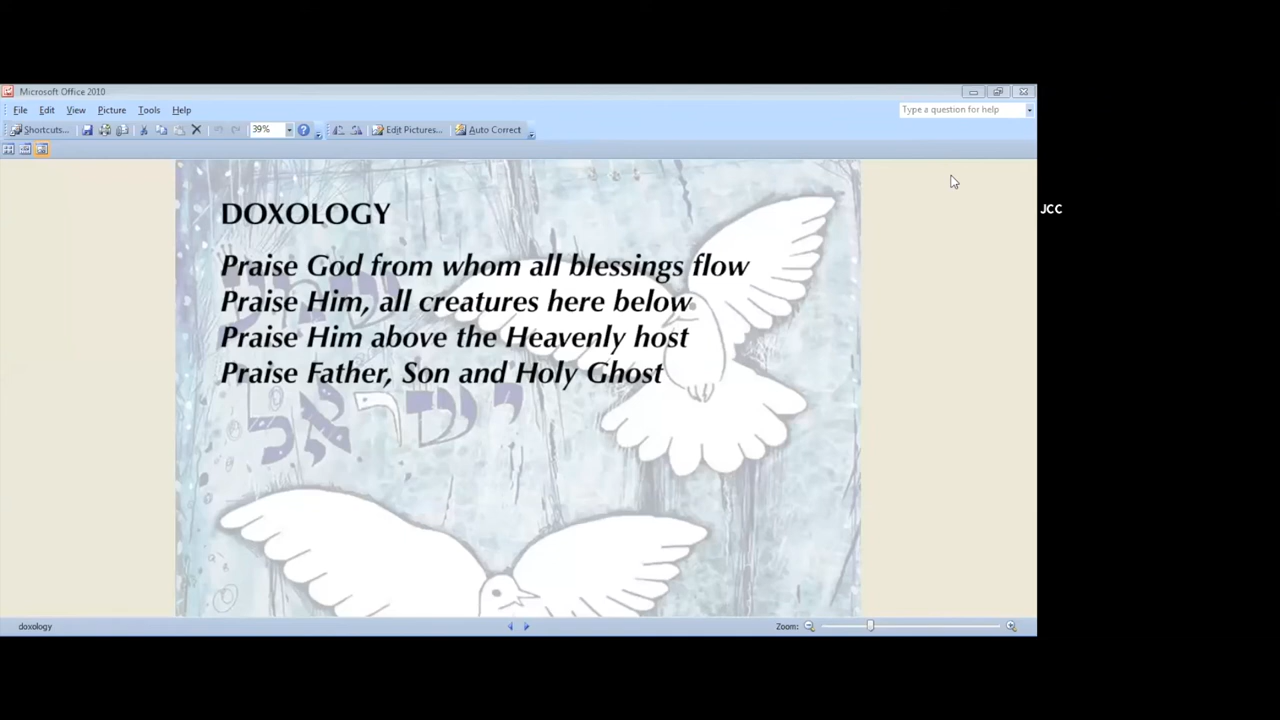 Microsoft Office 2010
File Edit View Picture Tools Help
Type a question for help
Shortcuts...
39%
Edit Pictures...
Auto Correct
JCC
DOXOLOGY
Praise God from whom all blessings flow
Praise Him, all creatures here below
Praise Him above the Heavenly host
Praise Father, Son and Holy Ghost
שמע
ישראל
doxology
Zoom: